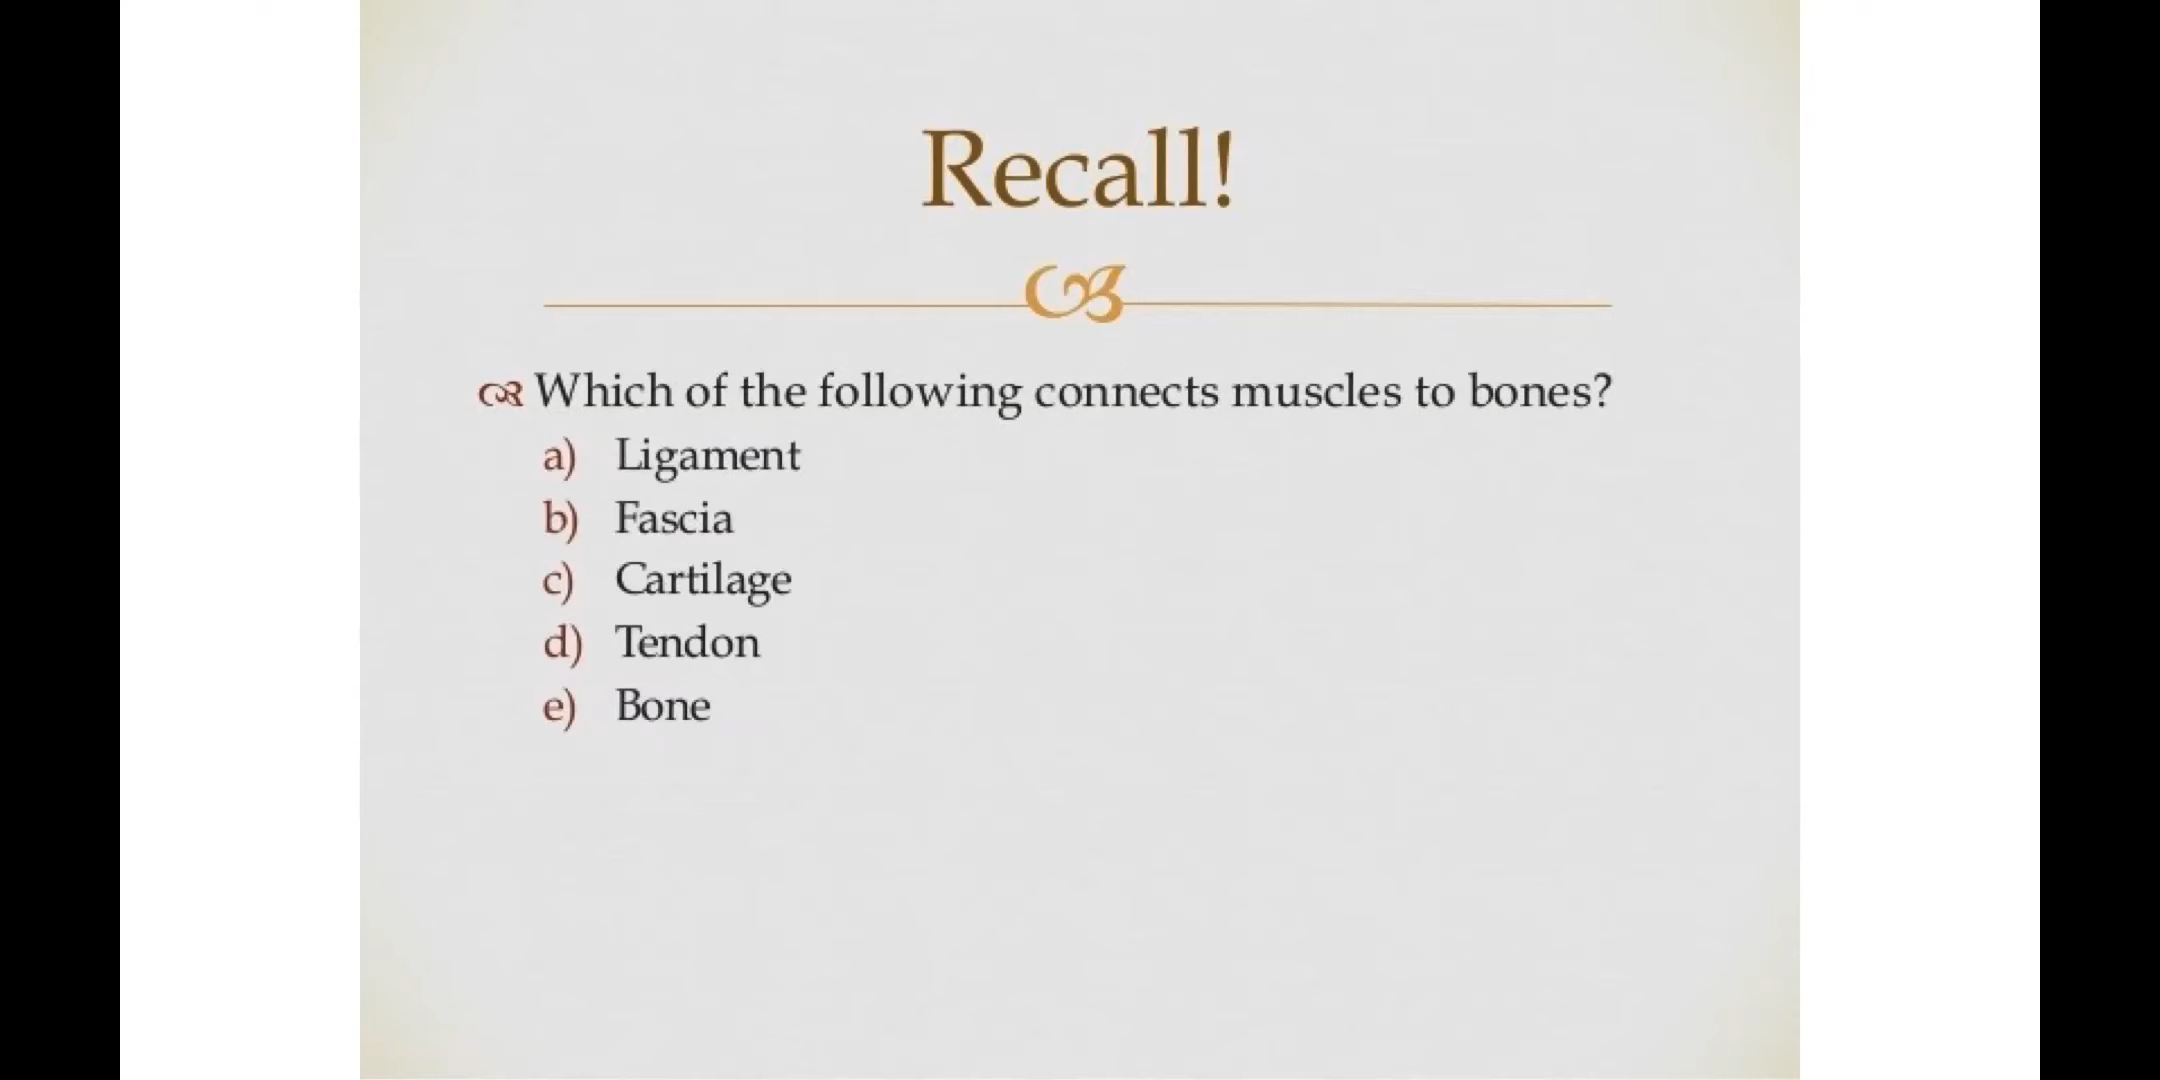 Recall!
Which of the following connects muscles to bones?
a) Ligament
b) Fascia
c) Cartilage
d) Tendon
e) Bone